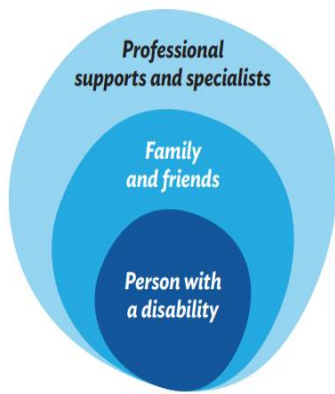 Professional
supports and specialists
Family
and friends
Person with
a disability